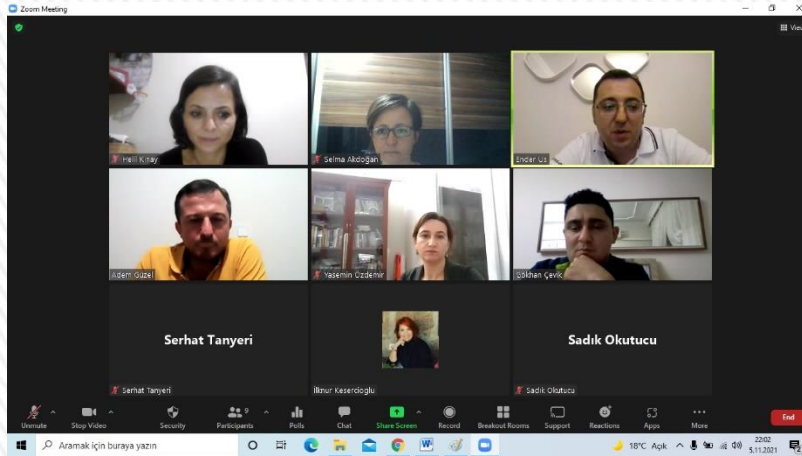 Zoom Meeting
View
Helil Kınay
Selma Akdoğan
Ender Us
Adem Güzel
Yasemin Özdemir
Gökhan Çevik
Serhat Tanyeri
Sadık Okutucu
Serhat Tanyeri
ilknur Kesercioglu
Sadık Okutucu
Unmute
Stop Video
Security
9
Participants
Polls
Chat
Share Screen
Record
Breakout Rooms
Support
Reactions
Apps
More
End
Aramak için buraya yazın
18°C Açık
22:02
5.11.2021